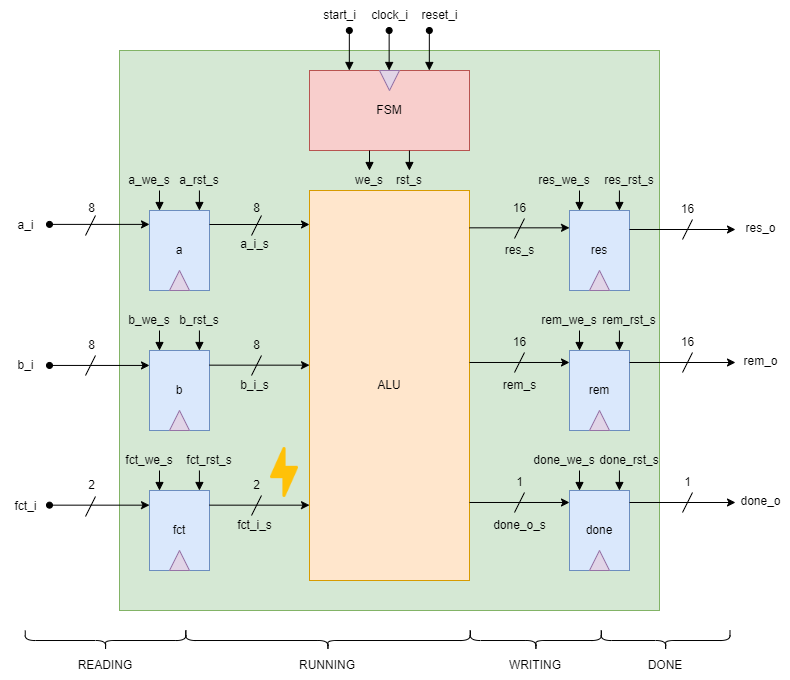 start_i clock_i reset_i
FSM
we_s rst_s
a_we_s a_rst_s
res_we_s res_rst_s
a_i
8
a
8
a_i_s
16
res_s
res
16
res_o
b_we_s b_rst_s
rem_we_s rem_rst_s
b_i
8
b
8
b_i_s
ALU
16
rem_s
rem
16
rem_o
fct_we_s fct_rst_s
done_we_s done_rst_s
fct_i
2
fct
2
fct_i_s
1
done_o_s
done
1
done_o
READING RUNNING WRITING DONE